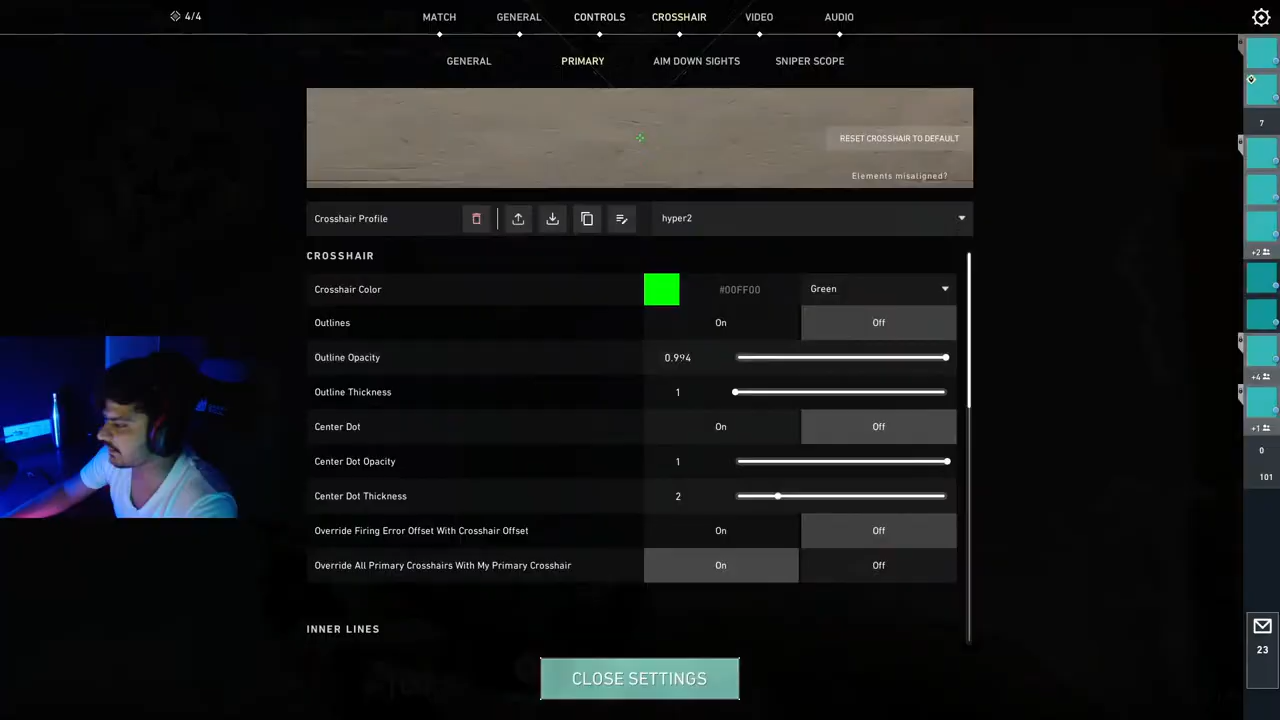 4/4
MATCH GENERAL CONTROLS CROSSHAIR VIDEO AUDIO
GENERAL PRIMARY AIM DOWN SIGHTS SNIPER SCOPE
RESET CROSSHAIR TO DEFAULT
Elements misaligned?
Crosshair Profile hyper2
CROSSHAIR
Crosshair Color #00FF00 Green
Outlines On Off
Outline Opacity 0.994
Outline Thickness 1
Center Dot On Off
Center Dot Opacity 1
Center Dot Thickness 2
Override Firing Error Offset With Crosshair Offset On Off
Override All Primary Crosshairs With My Primary Crosshair On Off
INNER LINES
CLOSE SETTINGS
7
+2
+4
+1
0
101
23